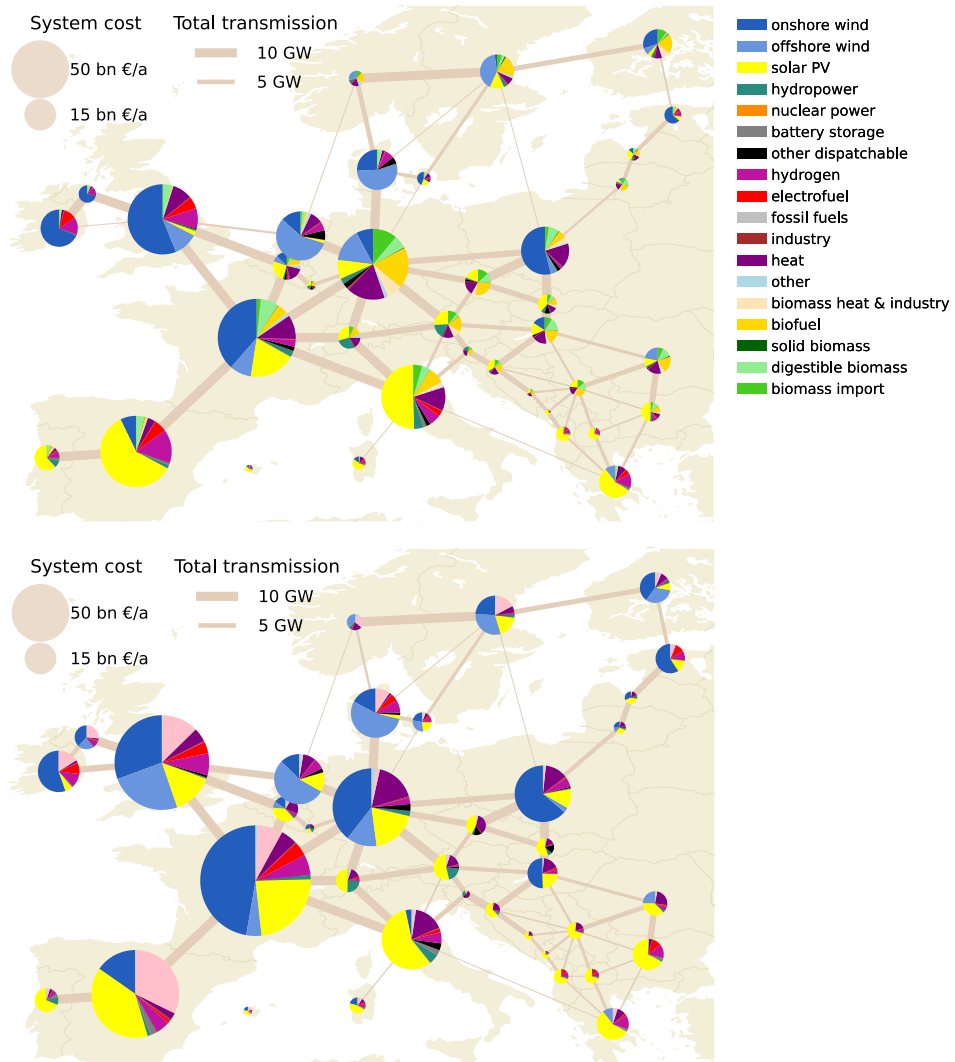 System cost
50 bn €/a
15 bn €/a
Total transmission
10 GW
5 GW
onshore wind
offshore wind
solar PV
hydropower
nuclear power
battery storage
other dispatchable
hydrogen
electrofuel
fossil fuels
industry
heat
other
biomass heat & industry
biofuel
solid biomass
digestible biomass
biomass import
System cost
50 bn €/a
15 bn €/a
Total transmission
10 GW
5 GW